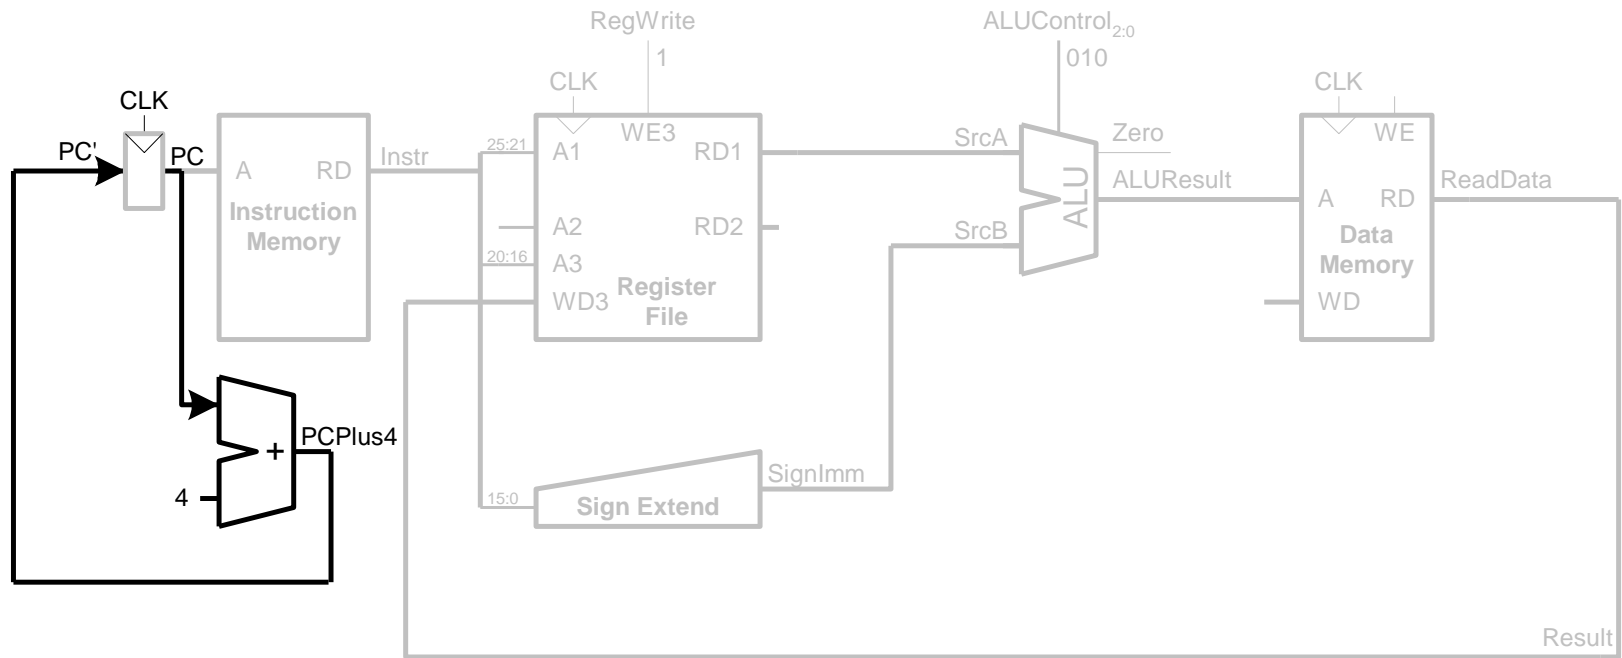 RegWrite
1
ALUControl2:0
010
CLK
PC'
PC
A
RD
Instruction
Memory
Instr
25:21
20:16
15:0
CLK
WE3
A1
RD1
A2
RD2
A3
WD3
Register
File
SrcA
SrcB
ALU
Zero
ALUResult
CLK
WE
A
RD
Data
Memory
WD
ReadData
+
PCPlus4
4
Sign Extend
SignImm
Result